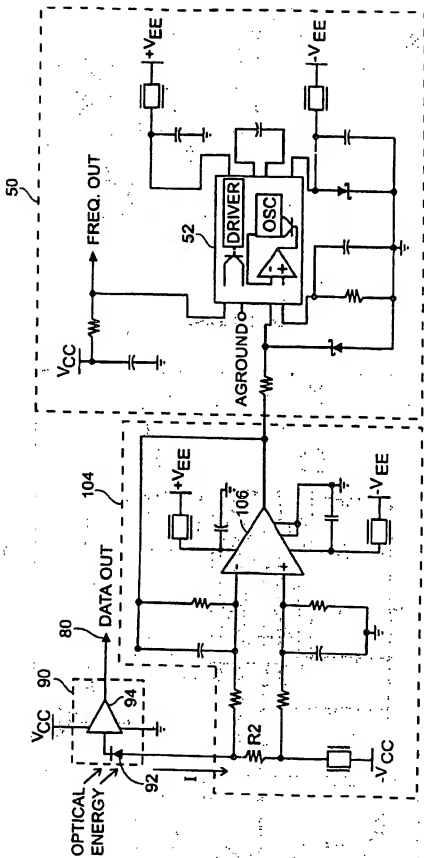 50
+VEE
-VEE
FREQ. OUT
VCC
52
DRIVER
OSC
- +
AGROUND
104
+VEE
106
- +
-VEE
80
DATA OUT
90
94
VCC
OPTICAL
ENERGY
92
I
R2
-VCC